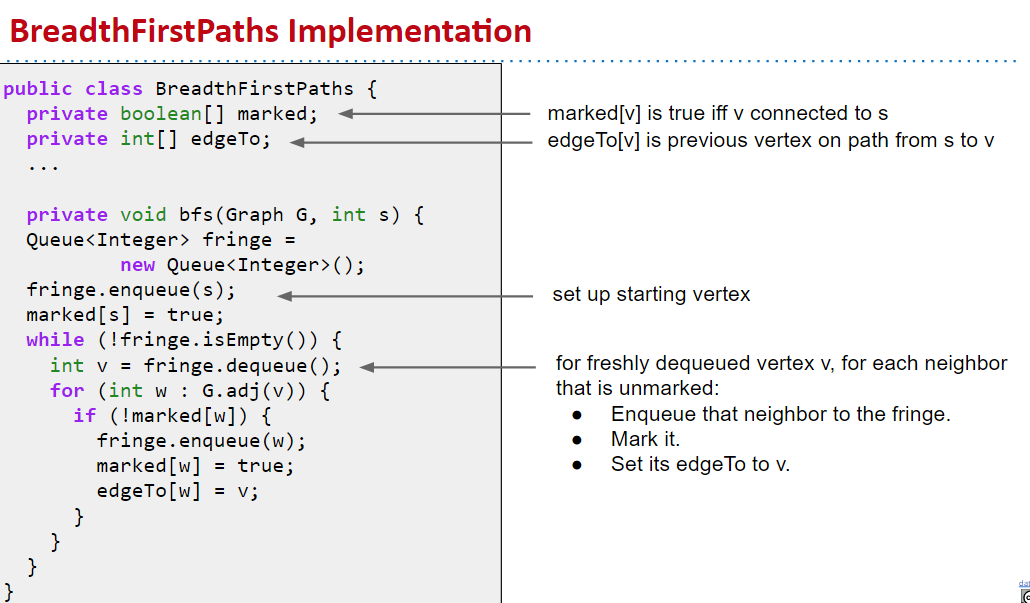 BreadthFirstPaths Implementation
public class BreadthFirstPaths {
private boolean[] marked;
private int[] edgeTo;
...
private void bfs(Graph G, int s) {
Queue<Integer> fringe =
new Queue<Integer>();
fringe.enqueue(s);
marked[s] = true;
while (!fringe.isEmpty()) {
int v = fringe.dequeue();
for (int w : G.adj(v)) {
if (!marked[w]) {
fringe.enqueue(w);
marked[w] = true;
edgeTo[w] = v;
}
}
}
}
marked[v] is true iff v connected to s
edgeTo[v] is previous vertex on path from s to v
set up starting vertex
for freshly dequeued vertex v, for each neighbor
that is unmarked:
● Enqueue that neighbor to the fringe.
● Mark it.
● Set its edgeTo to v.